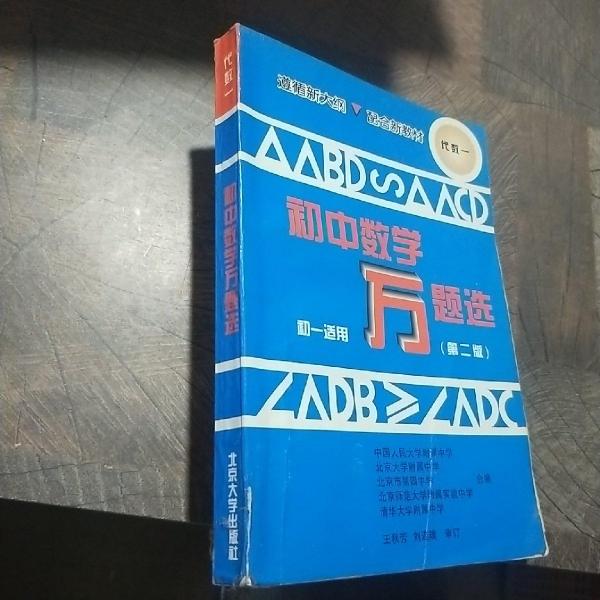 代数一
初中数学万题选
北京大学出版社
遵循新大纲 配合新教材
代数一
△ABD∽△ACD
初中数学
万题选
初一适用
(第二版)
∠ADB≥∠ADC
中国人民大学附属中学
北京大学附属中学
北京市第四中学
合编
北京师范大学附属实验中学
清华大学附属中学
王秋芳
审订